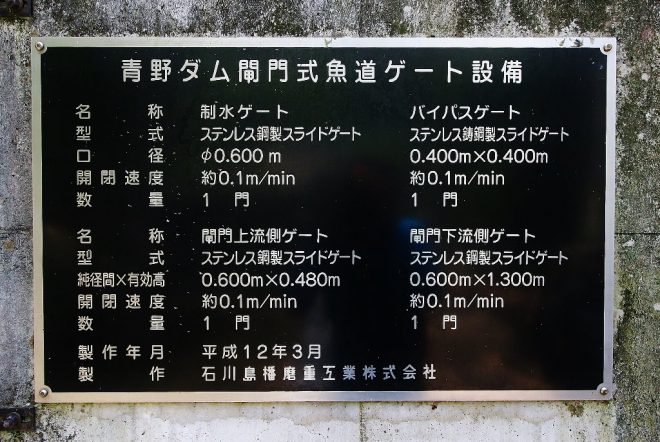 青野ダム閘門式魚道ゲート設備
名称 制水ゲート バイパスゲート
型式 ステンレス鋼製スライドゲート ステンレス鋳鋼製スライドゲート
口径 φ0.600m 0.400m×0.400m
開閉速度 約0.1m/min 約0.1m/min
数量 1門 1門
名称 閘門上流側ゲート 閘門下流側ゲート
型式 ステンレス鋼製スライドゲート ステンレス鋼製スライドゲート
純径間×有効高 0.600m×0.480m 0.600m×1.300m
開閉速度 約0.1m/min 約0.1m/min
数量 1門 1門
製作年月 平成12年3月
製作 石川島播磨重工業株式会社